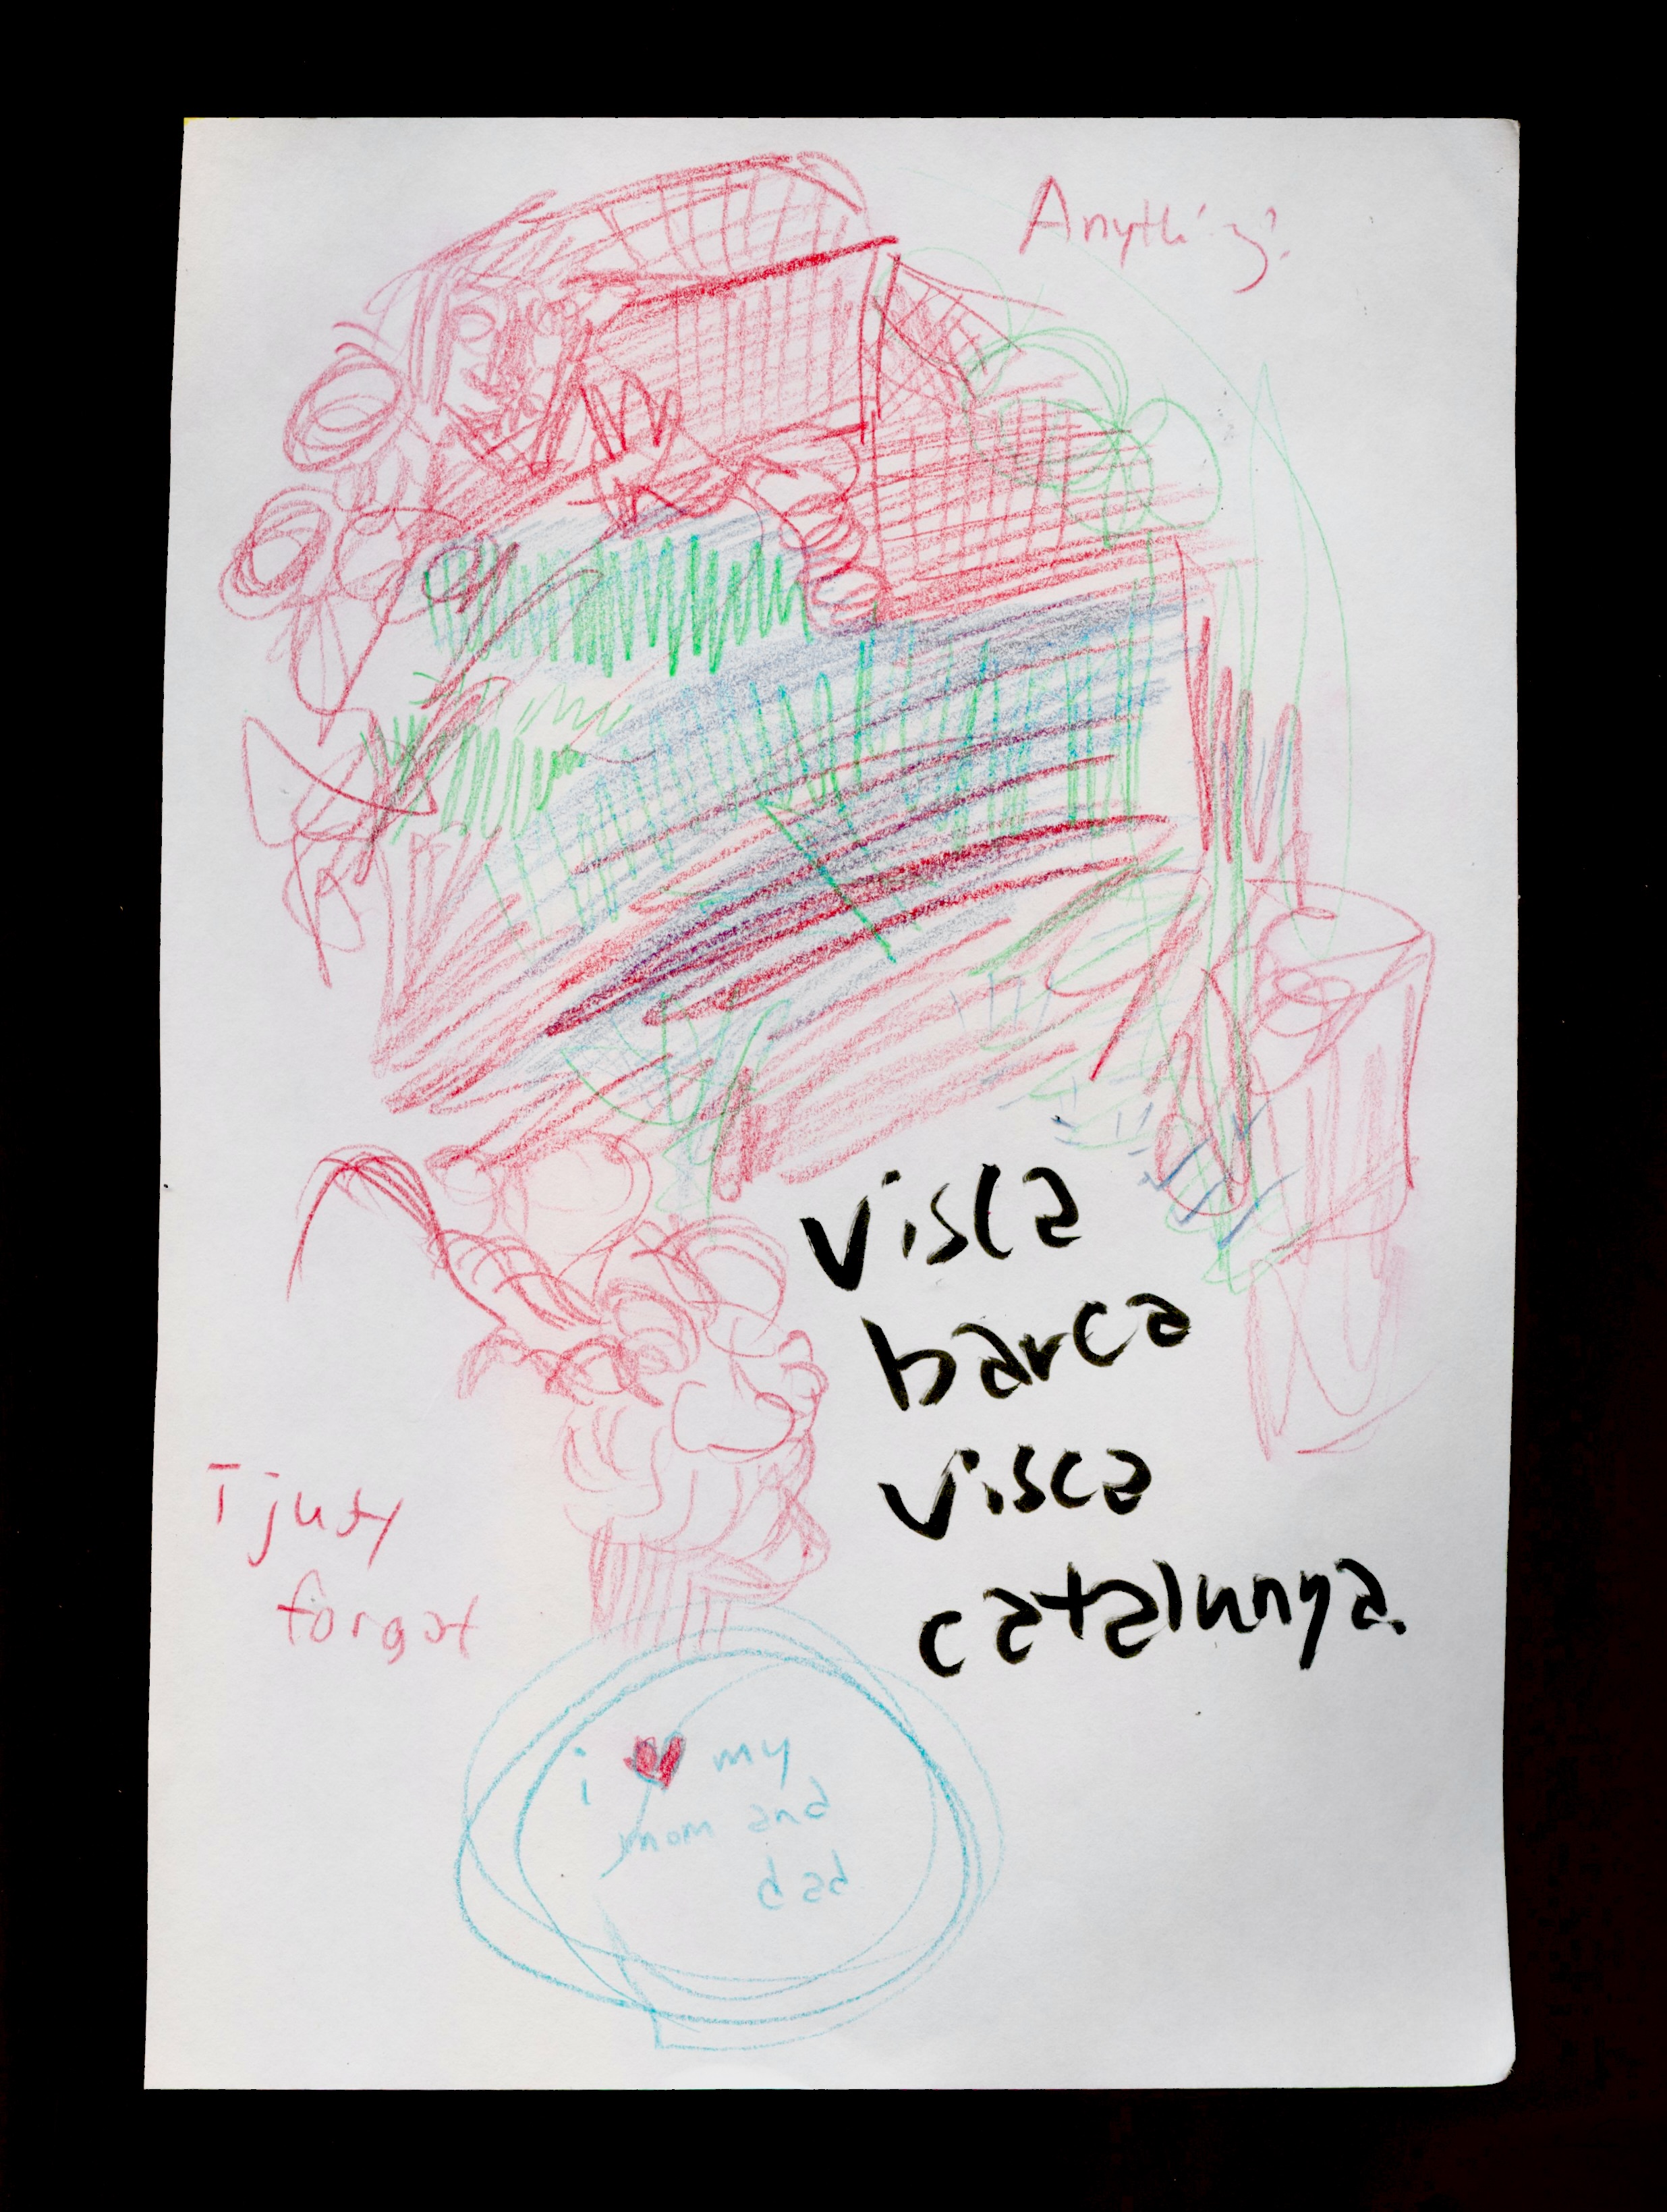 Anything?
visca
barca
visca
catalunya.
I just
forgot
i ♥ my
mom and
dad